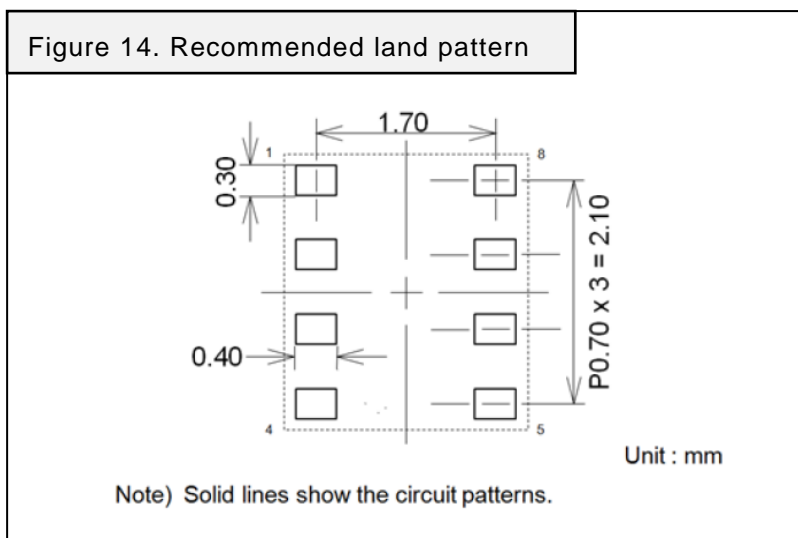 Figure 14. Recommended land pattern
1.70
1
8
0.30
P0.70 x 3 = 2.10
0.40
4
5
Unit : mm
Note) Solid lines show the circuit patterns.